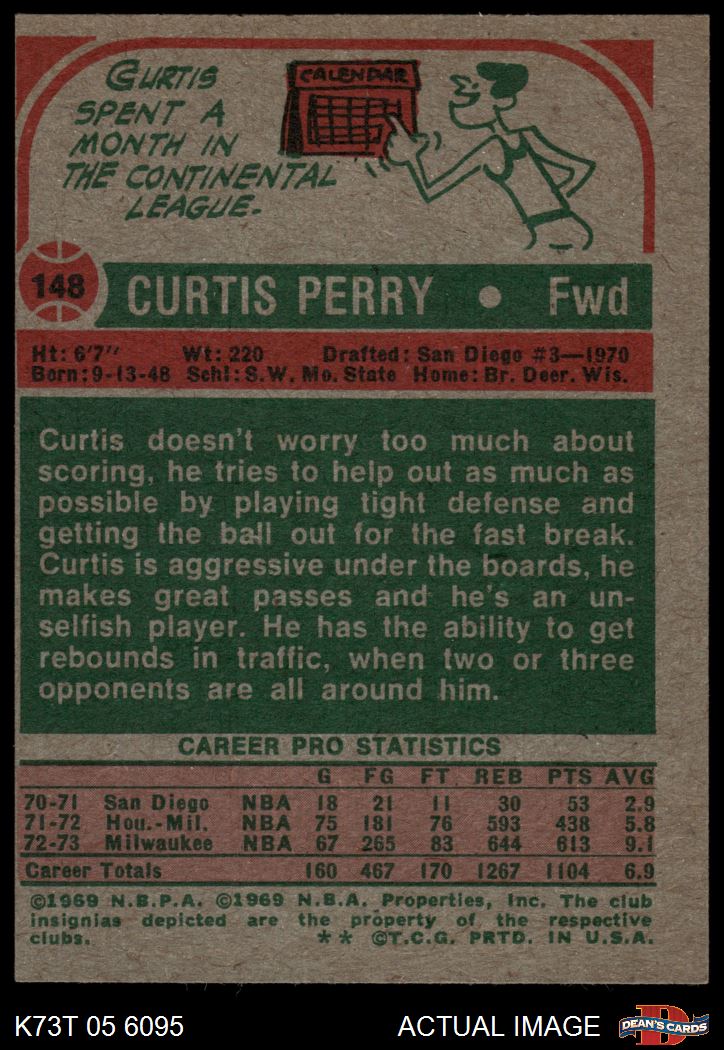 CURTIS
SPENT A
MONTH IN
THE CONTINENTAL
LEAGUE.
CALENDAR
148 CURTIS PERRY • Fwd
Ht: 6'7" Wt: 220 Drafted: San Diego #3—1970
Born: 9-13-48 Schl: S.W. Mo. State Home: Br. Deer. Wis.
Curtis doesn't worry too much about
scoring, he tries to help out as much as
possible by playing tight defense and
getting the ball out for the fast break.
Curtis is aggressive under the boards, he
makes great passes and he's an un-
selfish player. He has the ability to get
rebounds in traffic, when two or three
opponents are all around him.
CAREER PRO STATISTICS
G FG FT REB PTS AVG
70-71 San Diego NBA 18 21 11 30 53 2.9
71-72 Hou.-Mil. NBA 75 181 76 593 438 5.8
72-73 Milwaukee NBA 67 265 83 644 613 9.1
Career Totals 160 467 170 1267 1104 6.9
©1969 N.B.P.A. ©1969 N.B.A. Properties, Inc. The club
insignias depicted are the property of the respective
clubs. ** ©T.C.G. PRTD. IN U.S.A.
K73T 05 6095 ACTUAL IMAGE D DEAN'S CARDS